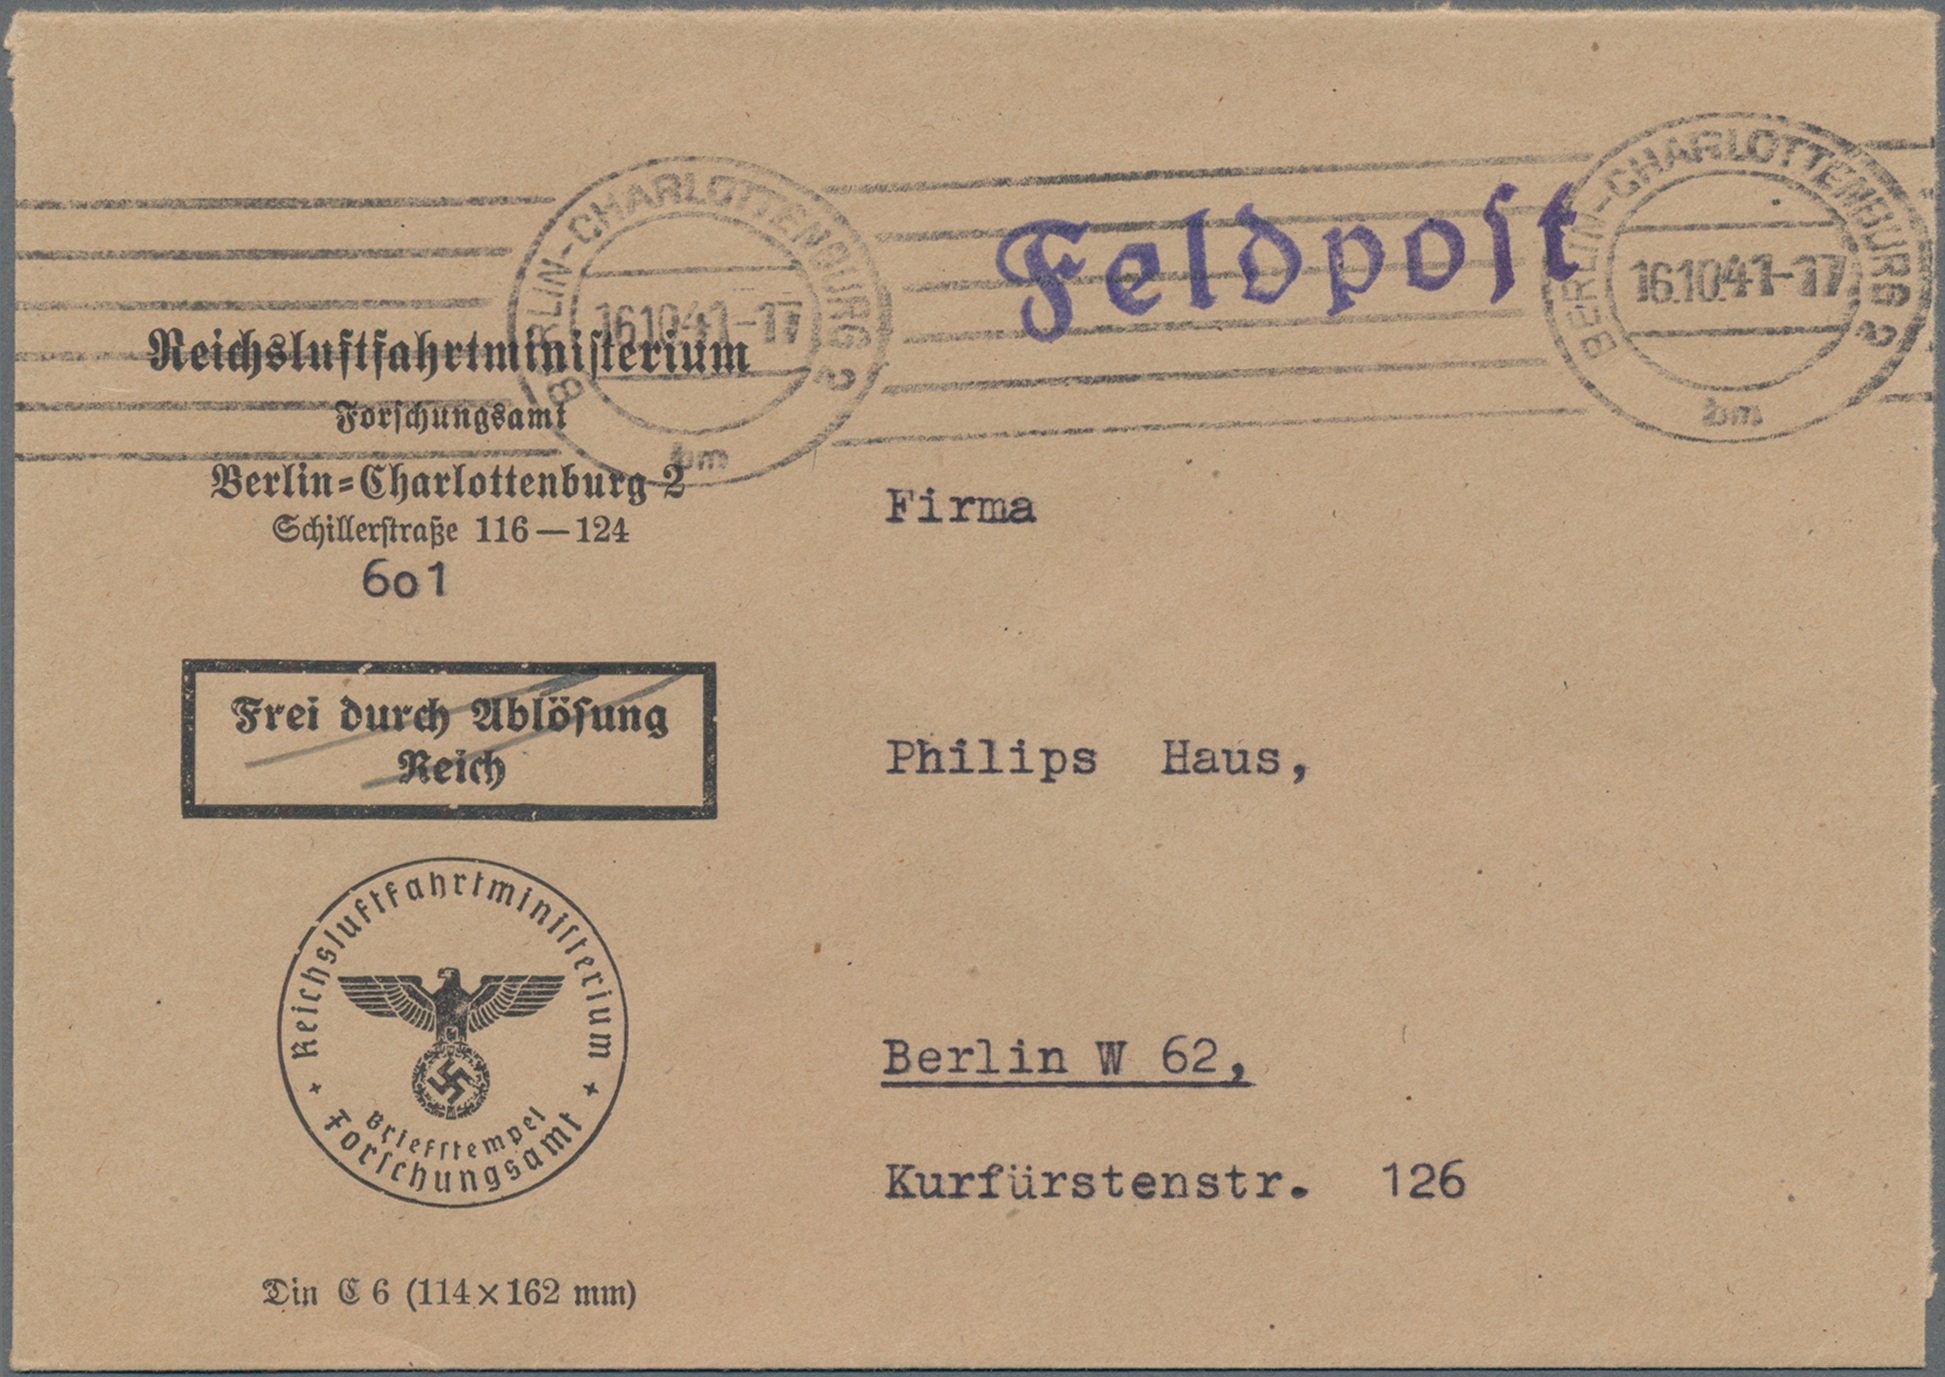 BERLIN-CHARLOTTENBURG 2
16.10.41-17
bm
Feldpost
BERLIN-CHARLOTTENBURG 2
16.10.41-17
bm
Reichsluftfahrtministerium
Forschungsamt
Berlin=Charlottenburg 2
Schillerstraße 116—124
6o1
Frei durch Ablösung
Reich
Reichsluftfahrtministerium
Briefstempel
Forschungsamt
Din C 6 (114×162 mm)
Firma
Philips Haus,
Berlin W 62,
Kurfürstenstr. 126